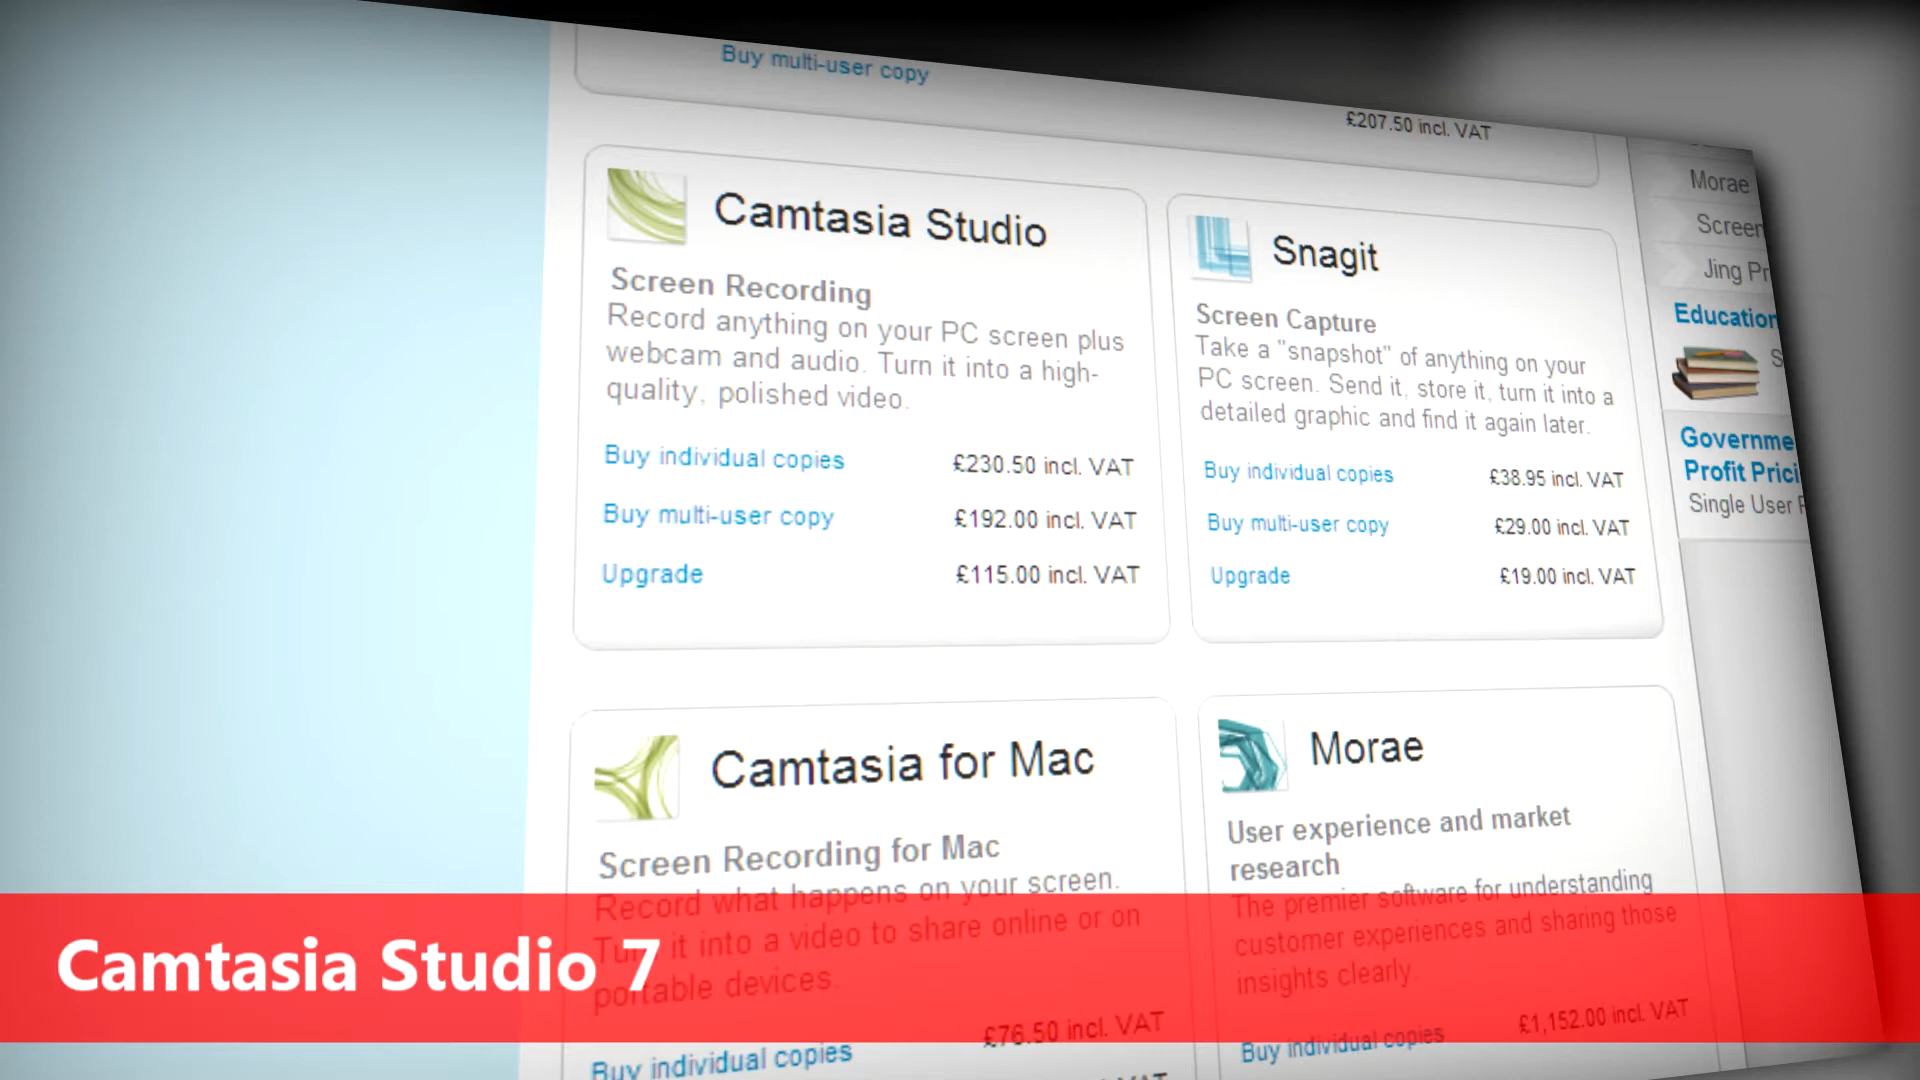 Buy multi-user copy
£207.50 incl. VAT
Camtasia Studio
Screen Recording
Record anything on your PC screen plus
webcam and audio. Turn it into a high-
quality, polished video.
Buy individual copies £230.50 incl. VAT
Buy multi-user copy £192.00 incl. VAT
Upgrade £115.00 incl. VAT
Snagit
Screen Capture
Take a "snapshot" of anything on your
PC screen. Send it, store it, turn it into a
detailed graphic and find it again later.
Buy individual copies £38.95 incl. VAT
Buy multi-user copy £29.00 incl. VAT
Upgrade £19.00 incl. VAT
Morae
Screen
Jing Pr
Education
S
Governme
Profit Prici
Single User
Camtasia for Mac
Screen Recording for Mac
Record what happens on your screen.
Turn it into a video to share online or on
portable devices.
£76.50 incl. VAT
Buy individual copies
Morae
User experience and market
research
The premier software for understanding
customer experiences and sharing those
insights clearly.
Buy individual copies £1,152.00 incl. VAT
Camtasia Studio 7